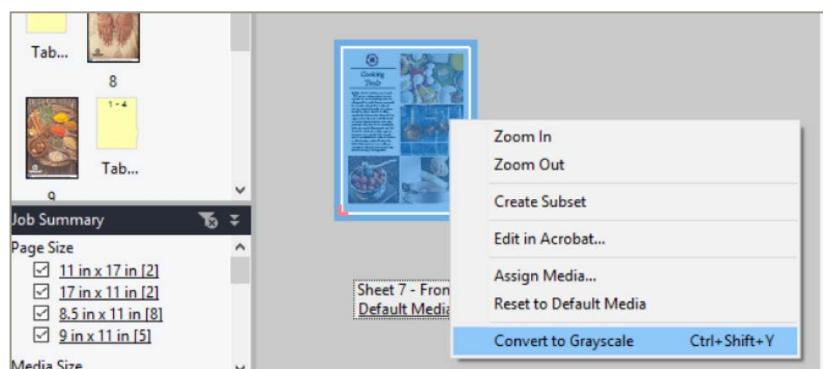 Tab...
8
1 - 4
Tab...
9
Job Summary
Page Size
11 in x 17 in [2]
17 in x 11 in [2]
8.5 in x 11 in [8]
9 in x 11 in [5]
Media Size
Cooking
Tools
Sheet 7 - Fron
Default Media
Zoom In
Zoom Out
Create Subset
Edit in Acrobat...
Assign Media...
Reset to Default Media
Convert to Grayscale Ctrl+Shift+Y